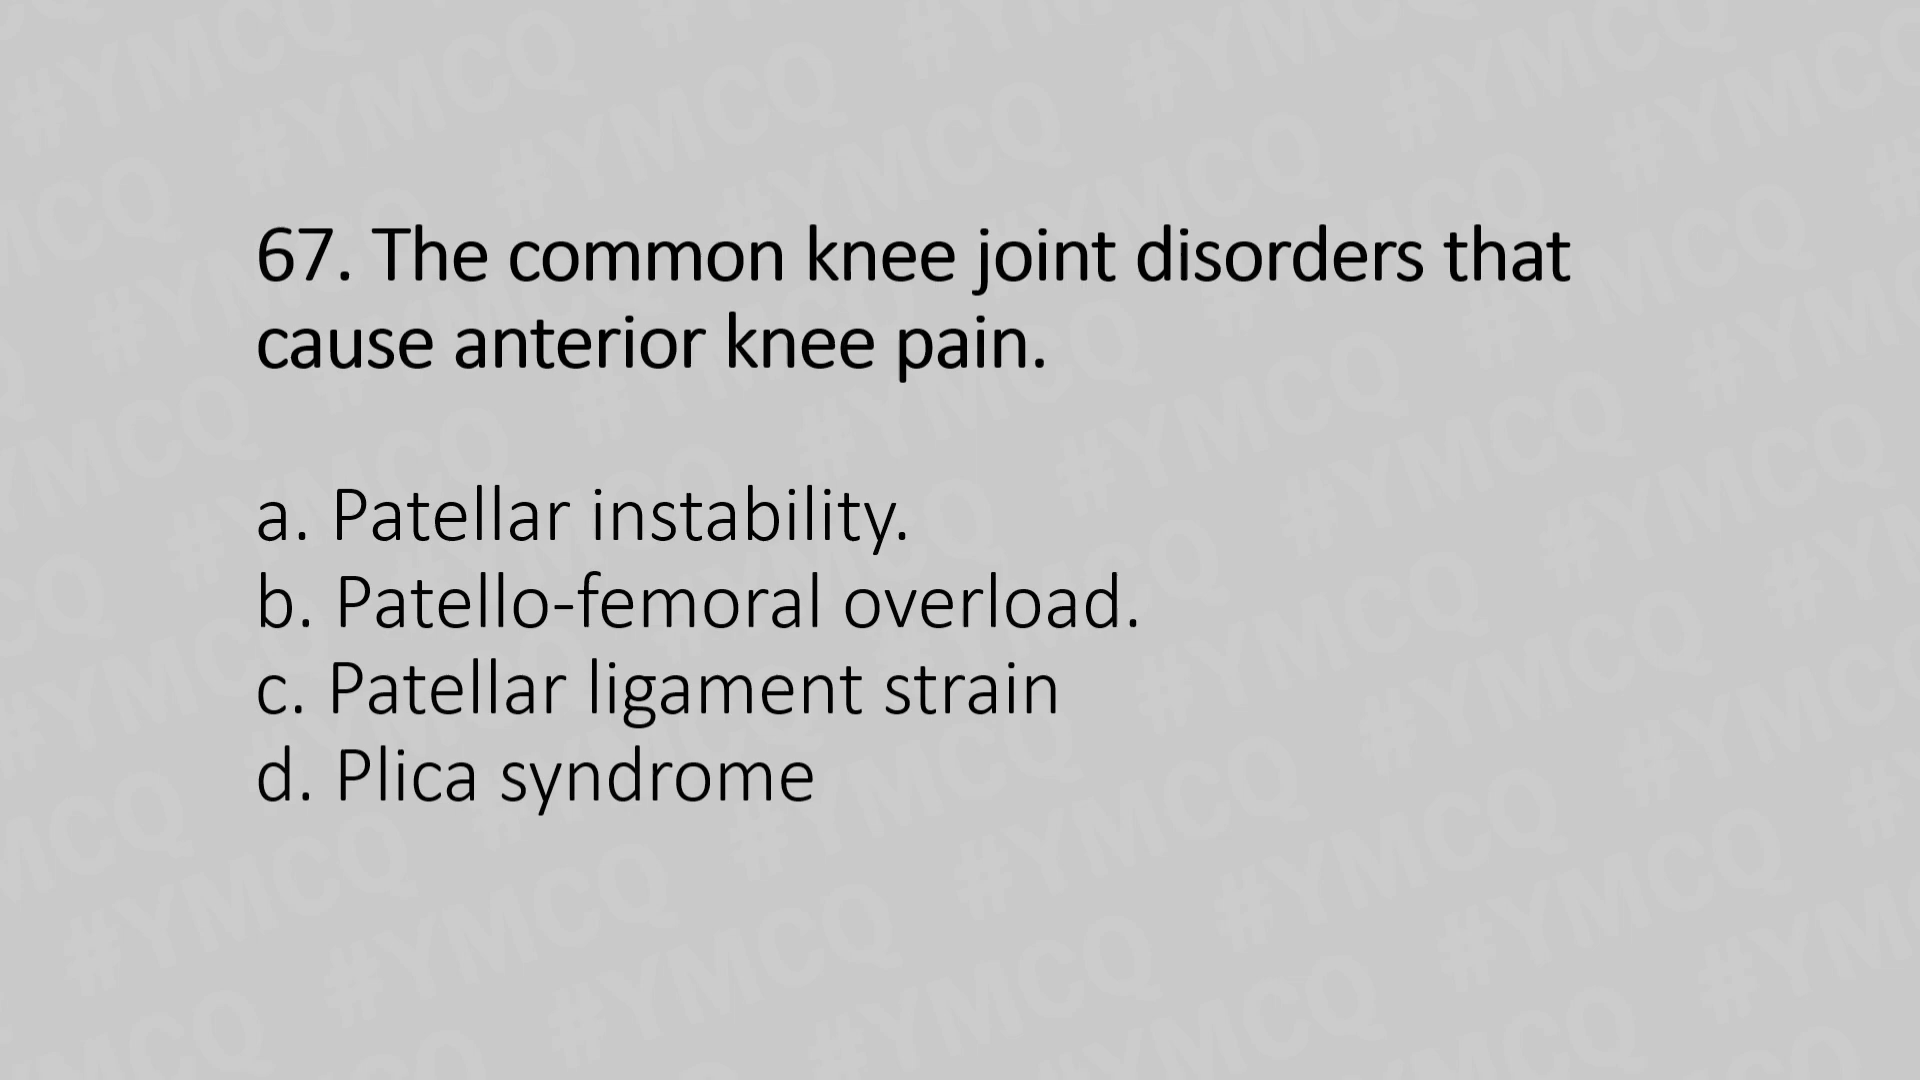 67. The common knee joint disorders that
cause anterior knee pain.
a. Patellar instability.
b. Patello-femoral overload.
c. Patellar ligament strain
d. Plica syndrome
#YMCQ